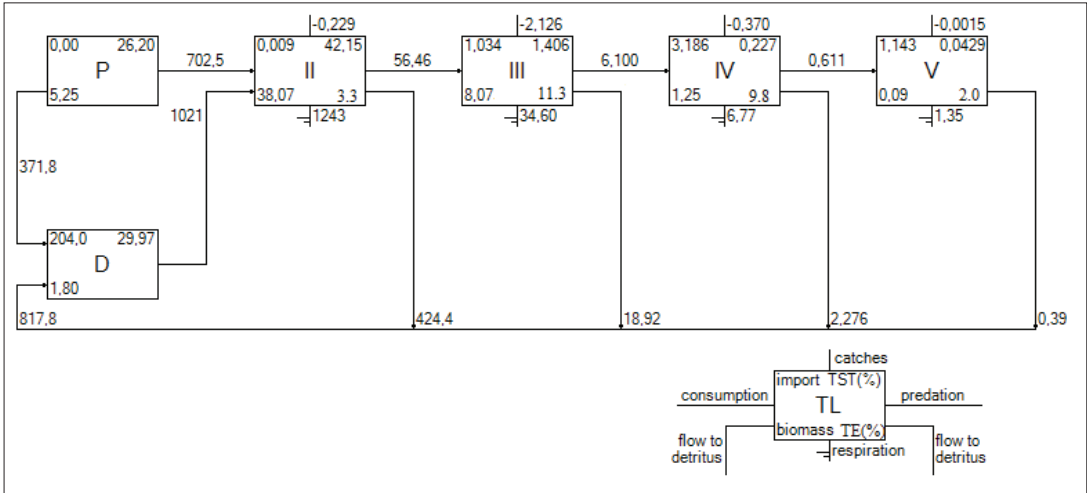 -0,229
-2,126
-0,370
-0,0015
0,00 26,20
P
5,25
702,5
0,009 42,15
II
38,07 3.3
1243
56,46
1,034 1,406
III
8,07 11.3
34,60
6,100
3,186 0,227
IV
1,25 9.8
6,77
0,611
1,143 0,0429
V
0,09 2.0
1,35
1021
371,8
204,0 29,97
D
1,80
817,8
424,4
18,92
2,276
0,39
catches
import TST(%)
consumption
TL
predation
biomass TE(%)
respiration
flow to
detritus
flow to
detritus